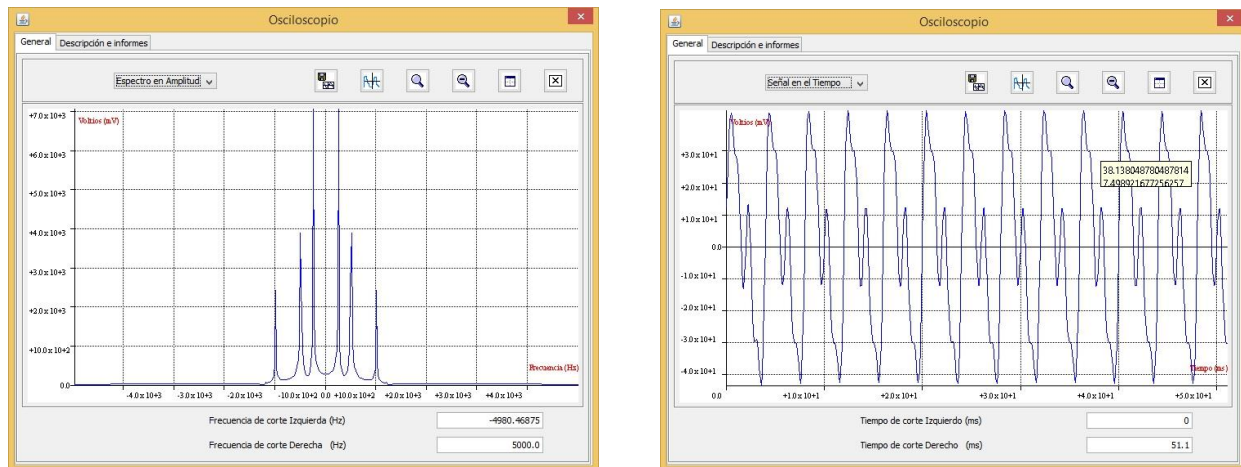 Osciloscopio
General Descripción e informes
Espectro en Amplitud
+7.0 x 10+3
Voltios (mV)
+6.0 x 10+3
+5.0 x 10+3
+4.0 x 10+3
+3.0 x 10+3
+2.0 x 10+3
+10.0 x 10+2
Frecuencia (Hz)
0.0
-4.0 x 10+3 -3.0 x 10+3 -2.0 x 10+3 -10.0 x 10+2 0.0 +10.0 x 10+2 +2.0 x 10+3 +3.0 x 10+3 +4.0 x 10+3
Frecuencia de corte Izquierda (Hz) -4980.46875
Frecuencia de corte Derecha (Hz) 5000.0
Osciloscopio
General Descripción e informes
Señal en el Tiempo
Voltios (mV)
+3.0 x 10+1
38.138048780487814
7.498921677256257
+2.0 x 10+1
+1.0 x 10+1
0.0
-1.0 x 10+1
-2.0 x 10+1
-3.0 x 10+1
Tiempo (ms)
-4.0 x 10+1
0.0 +1.0 x 10+1 +2.0 x 10+1 +3.0 x 10+1 +4.0 x 10+1 +5.0 x 10+1
Tiempo de corte Izquierdo (ms) 0
Tiempo de corte Derecho (ms) 51.1